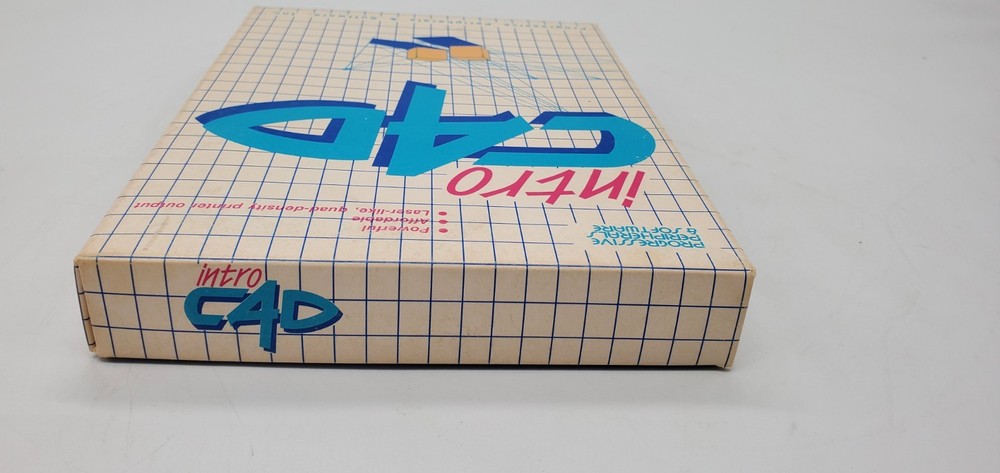 PROGRESSIVE
PERIPHERALS
& SOFTWARE
intro
CAD
● Powerful
● Affordable
● Laser-like, quad-density printer output
intro
CAD